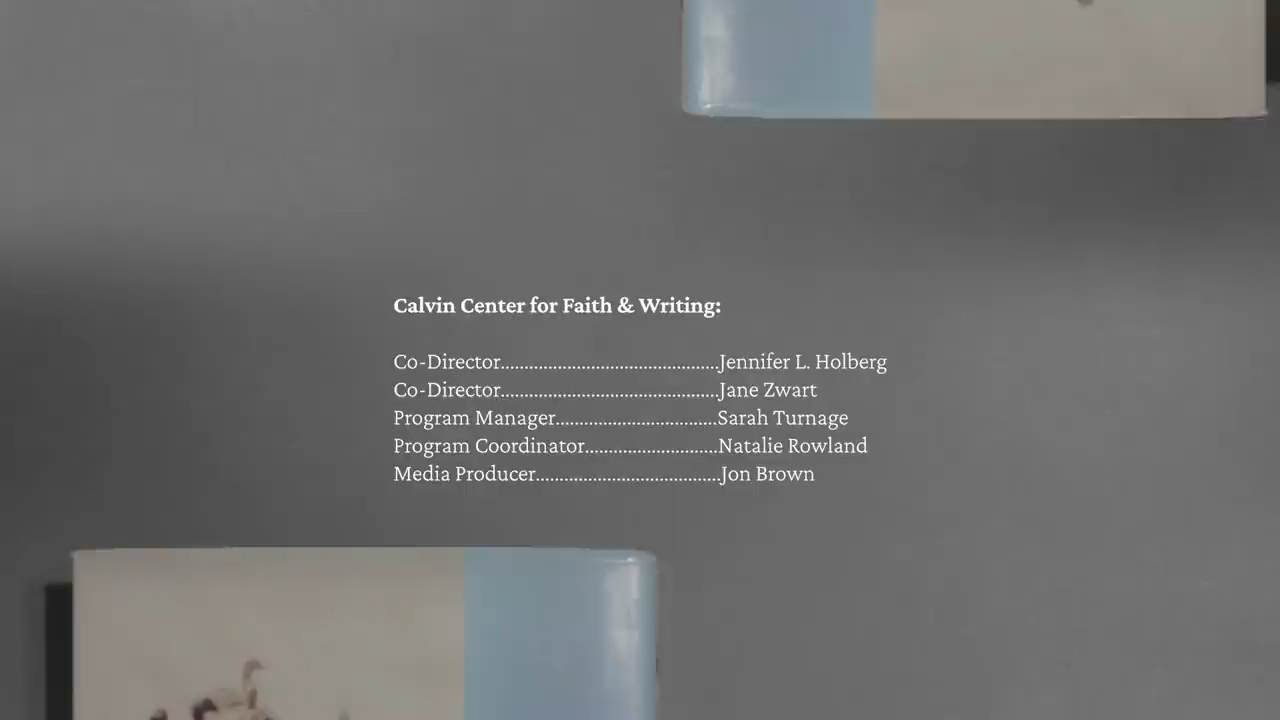 Calvin Center for Faith & Writing:
Co-Director..............................................Jennifer L. Holberg
Co-Director..............................................Jane Zwart
Program Manager..................................Sarah Turnage
Program Coordinator............................Natalie Rowland
Media Producer.......................................Jon Brown